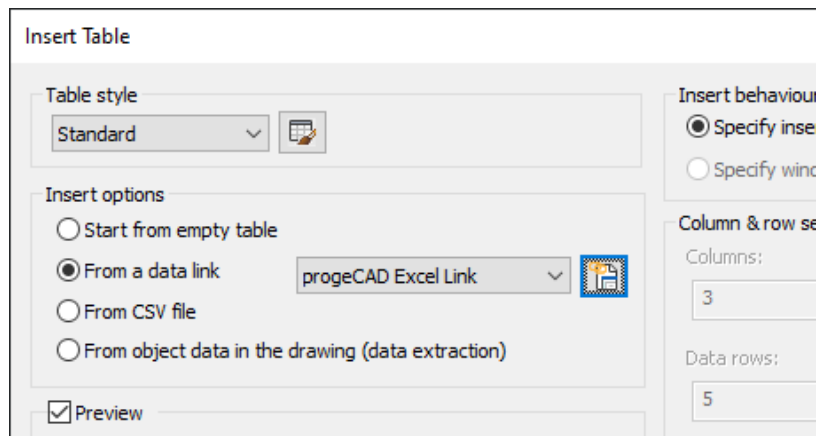 Insert Table
Table style
Standard
Insert options
Start from empty table
From a data link
progeCAD Excel Link
From CSV file
From object data in the drawing (data extraction)
Preview
Insert behaviour
Specify inser
Specify wind
Column & row se
Columns:
3
Data rows:
5